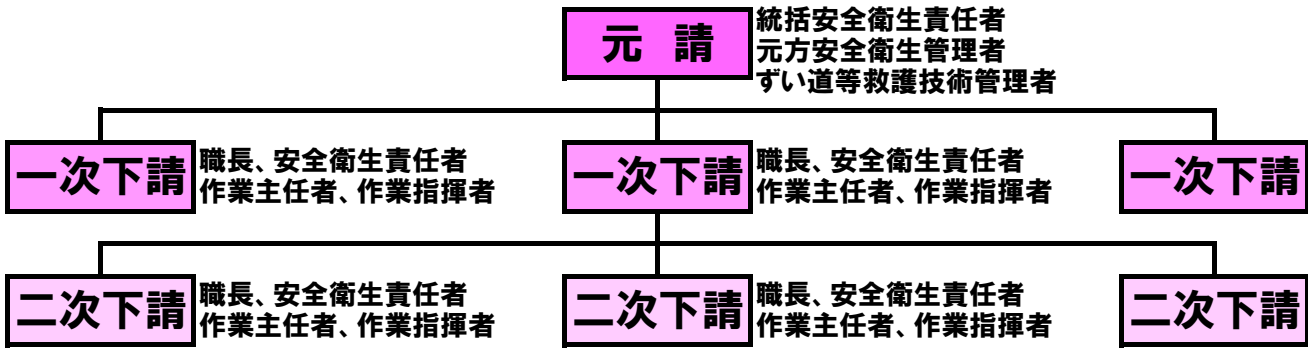 元 請
統括安全衛生責任者
元方安全衛生管理者
ずい道等救護技術管理者
一次下請
職長、安全衛生責任者
作業主任者、作業指揮者
一次下請
職長、安全衛生責任者
作業主任者、作業指揮者
一次下請
二次下請
職長、安全衛生責任者
作業主任者、作業指揮者
二次下請
職長、安全衛生責任者
作業主任者、作業指揮者
二次下請